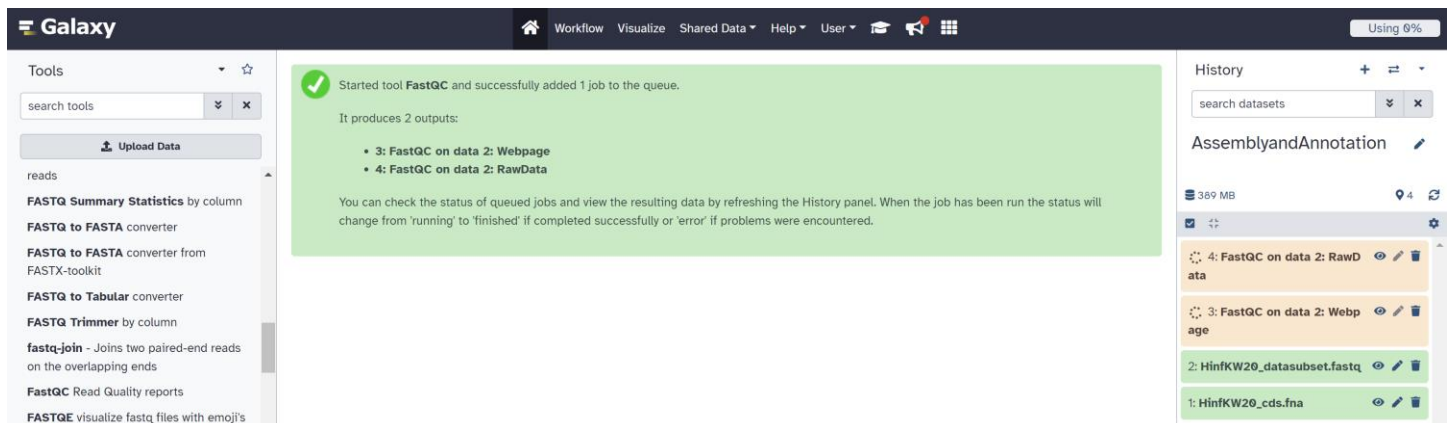 Galaxy
Workflow Visualize Shared Data Help User
Using 0%
Tools
search tools
Upload Data
reads
FASTQ Summary Statistics by column
FASTQ to FASTA converter
FASTQ to FASTA converter from
FASTX-toolkit
FASTQ to Tabular converter
FASTQ Trimmer by column
fastq-join - Joins two paired-end reads
on the overlapping ends
FastQC Read Quality reports
FASTQE visualize fastq files with emoji's
Started tool FastQC and successfully added 1 job to the queue.
It produces 2 outputs:
• 3: FastQC on data 2: Webpage
• 4: FastQC on data 2: RawData
You can check the status of queued jobs and view the resulting data by refreshing the History panel. When the job has been run the status will
change from 'running' to 'finished' if completed successfully or 'error' if problems were encountered.
History
search datasets
AssemblyandAnnotation
389 MB
4
4: FastQC on data 2: RawD
ata
3: FastQC on data 2: Webp
age
2: HinfKW20_datasubset.fastq
1: HinfKW20_cds.fna